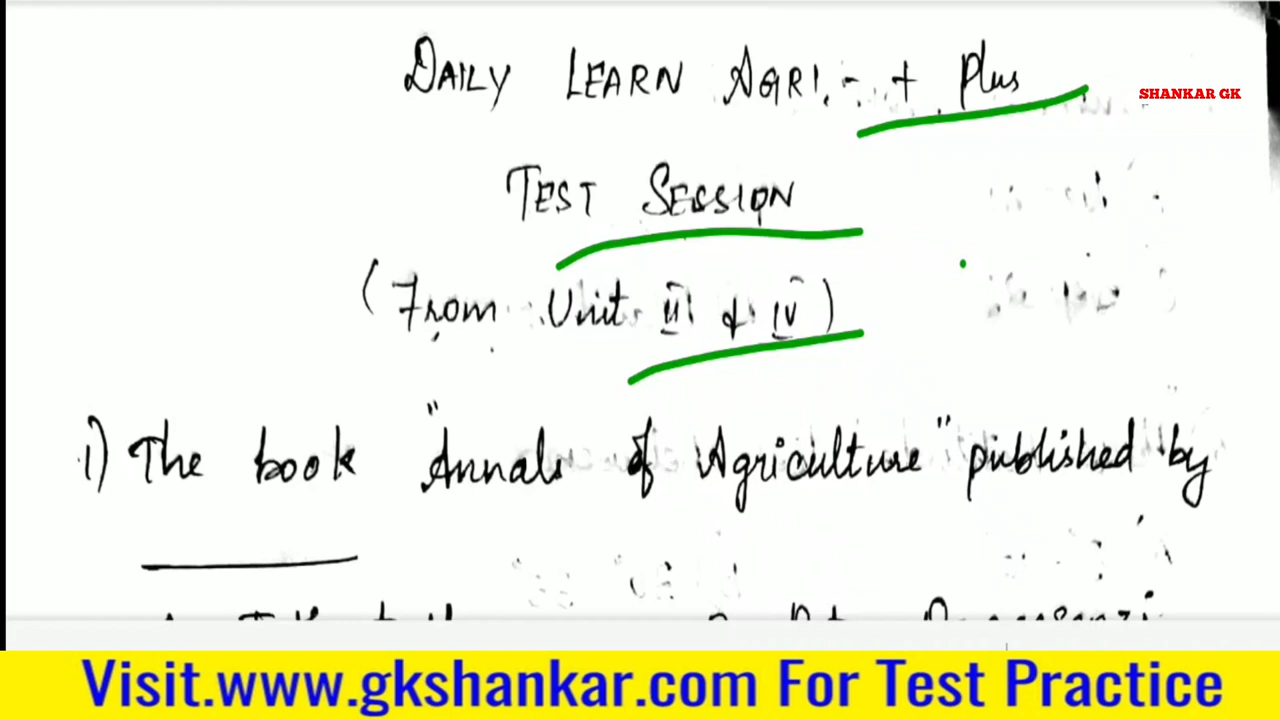 DAILY LEARN AGRI. - + Plus
SHANKAR GK
TEST SESSION
(From Unit III & IV)
1) The book "Annals of Agriculture" published by
Visit.www.gkshankar.com For Test Practice